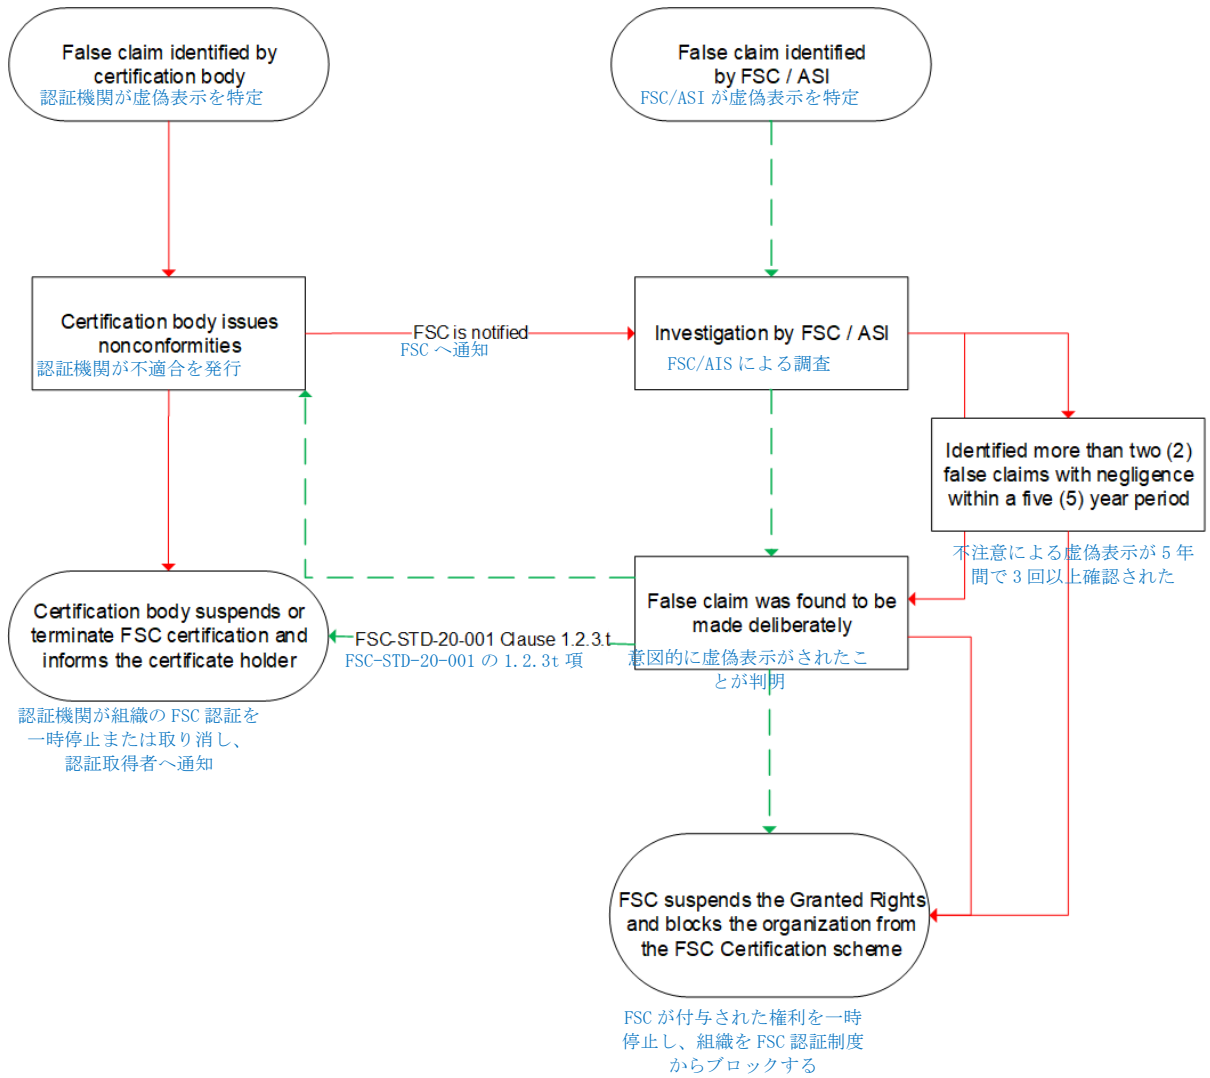 False claim identified by
certification body
認証機関が虚偽表示を特定
False claim identified
by FSC / ASI
FSC/ASI が虚偽表示を特定
Certification body issues
nonconformities
認証機関が不適合を発行
FSC is notified
FSC へ通知
Investigation by FSC / ASI
FSC/AIS による調査
Identified more than two (2)
false claims with negligence
within a five (5) year period
不注意による虚偽表示が 5 年
間で 3 回以上確認された
Certification body suspends or
terminate FSC certification and
informs the certificate holder
認証機関が組織の FSC 認証を
一時停止または取り消し、
認証取得者へ通知
FSC-STD-20-001 Clause 1.2.3.t
FSC-STD-20-001 の 1.2.3t 項
False claim was found to be
made deliberately
意図的に虚偽表示がされたこ
とが判明
FSC suspends the Granted Rights
and blocks the organization from
the FSC Certification scheme
FSC が付与された権利を一時
停止し、組織を FSC 認証制度
からブロックする